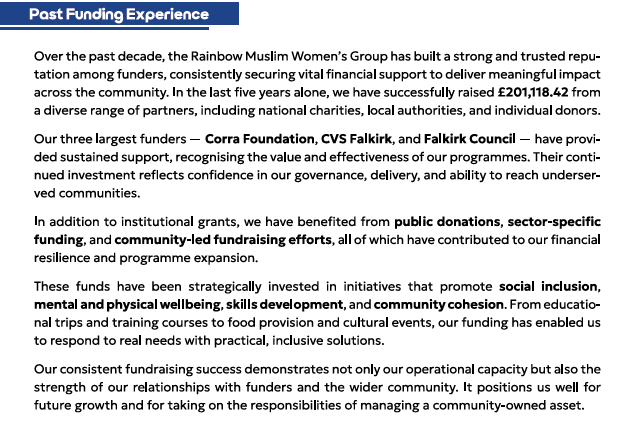 Past Funding Experience
Over the past decade, the Rainbow Muslim Women's Group has built a strong and trusted repu-
tation among funders, consistently securing vital financial support to deliver meaningful impact
across the community. In the last five years alone, we have successfully raised £201,118.42 from
a diverse range of partners, including national charities, local authorities, and individual donors.
Our three largest funders — Corra Foundation, CVS Falkirk, and Falkirk Council — have provi-
ded sustained support, recognising the value and effectiveness of our programmes. Their conti-
nued investment reflects confidence in our governance, delivery, and ability to reach underser-
ved communities.
In addition to institutional grants, we have benefited from public donations, sector-specific
funding, and community-led fundraising efforts, all of which have contributed to our financial
resilience and programme expansion.
These funds have been strategically invested in initiatives that promote social inclusion,
mental and physical wellbeing, skills development, and community cohesion. From educatio-
nal trips and training courses to food provision and cultural events, our funding has enabled us
to respond to real needs with practical, inclusive solutions.
Our consistent fundraising success demonstrates not only our operational capacity but also the
strength of our relationships with funders and the wider community. It positions us well for
future growth and for taking on the responsibilities of managing a community-owned asset.